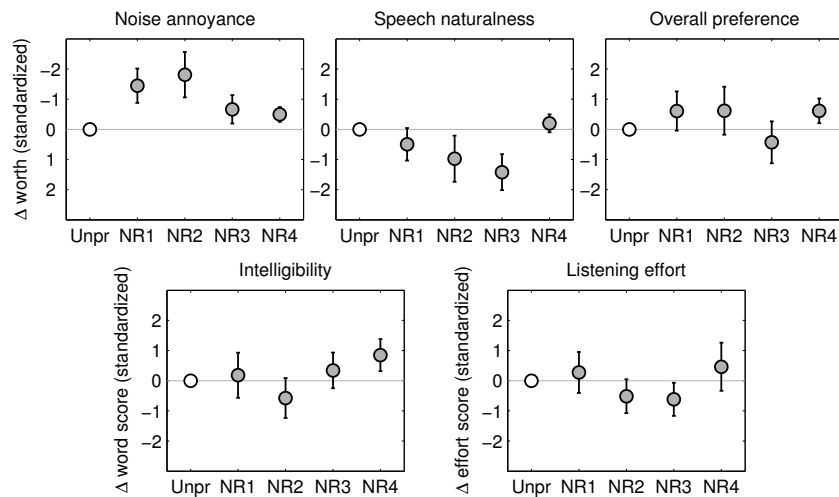 Noise annoyance
Speech naturalness
Overall preference
Δ worth (standardized)
−2
−1
0
1
2
2
1
0
−1
−2
2
1
0
−1
−2
Unpr NR1 NR2 NR3 NR4
Unpr NR1 NR2 NR3 NR4
Unpr NR1 NR2 NR3 NR4
Intelligibility
Listening effort
Δ word score (standardized)
2
1
0
−1
−2
Δ effort score (standardized)
2
1
0
−1
−2
Unpr NR1 NR2 NR3 NR4
Unpr NR1 NR2 NR3 NR4